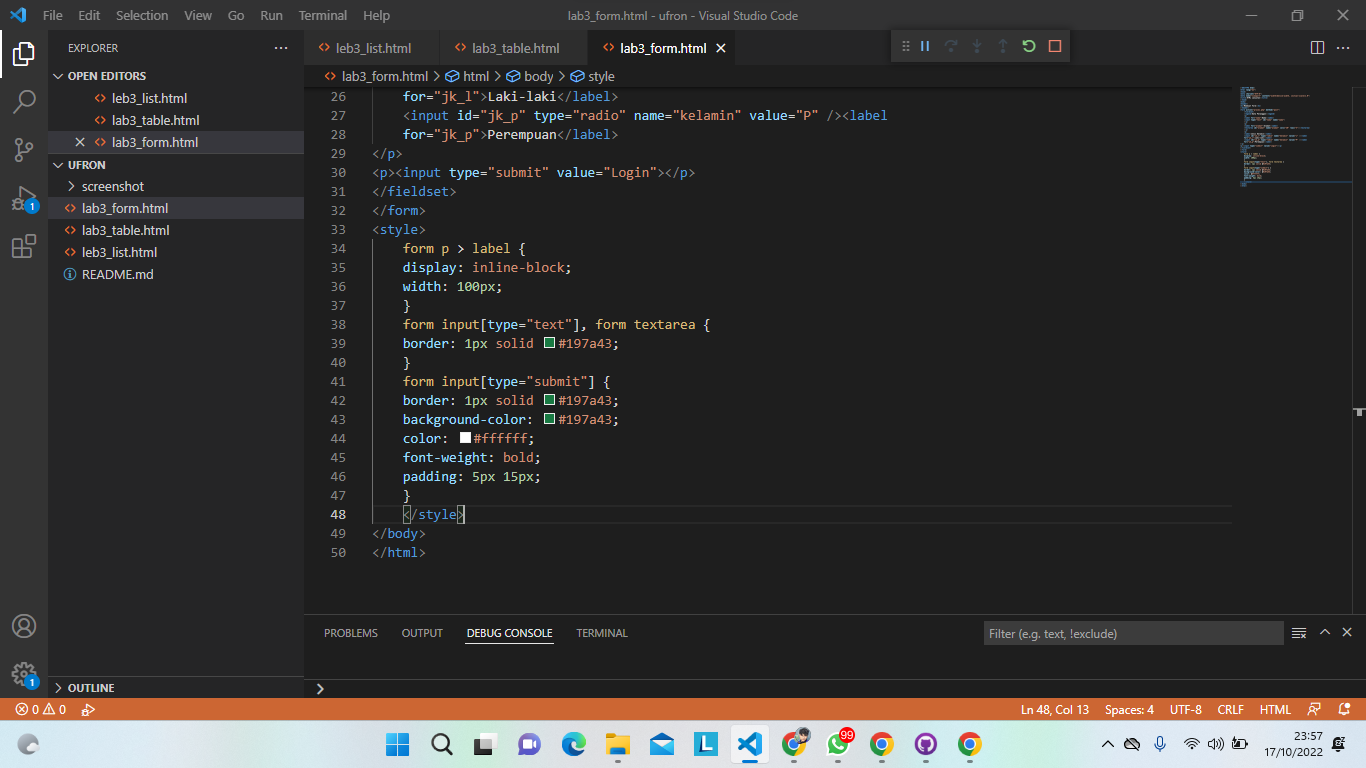 File Edit Selection View Go Run Terminal Help
lab3_form.html - ufron - Visual Studio Code
EXPLORER
OPEN EDITORS
leb3_list.html
lab3_table.html
lab3_form.html
UFRON
screenshot
lab3_form.html
lab3_table.html
leb3_list.html
README.md
OUTLINE
1
1
leb3_list.html lab3_table.html lab3_form.html
lab3_form.html > html > body > style
26 for="jk_l">Laki-laki</label>
27 <input id="jk_p" type="radio" name="kelamin" value="P" /><label
28 for="jk_p">Perempuan</label>
29 </p>
30 <p><input type="submit" value="Login"></p>
31 </fieldset>
32 </form>
33 <style>
34 form p > label {
35 display: inline-block;
36 width: 100px;
37 }
38 form input[type="text"], form textarea {
39 border: 1px solid #197a43;
40 }
41 form input[type="submit"] {
42 border: 1px solid #197a43;
43 background-color: #197a43;
44 color: #ffffff;
45 font-weight: bold;
46 padding: 5px 15px;
47 }
48 </style>
49 </body>
50 </html>
PROBLEMS OUTPUT DEBUG CONSOLE TERMINAL
Filter (e.g. text, !exclude)
0 0
Ln 48, Col 13 Spaces: 4 UTF-8 CRLF HTML
L
99
23:57
17/10/2022